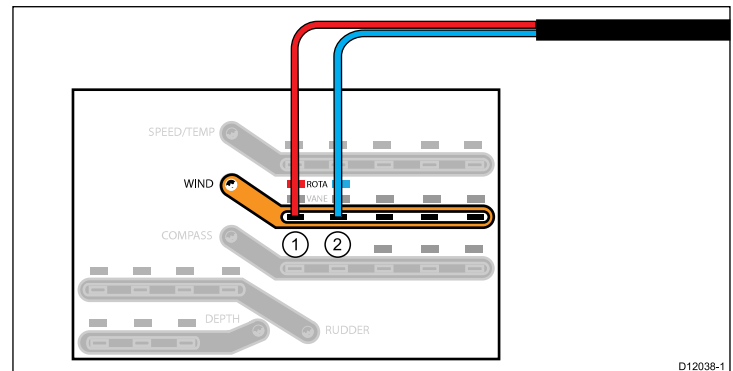 SPEED/TEMP
ROTA
WIND
VANE
1 2
COMPASS
DEPTH
RUDDER
D12038-1